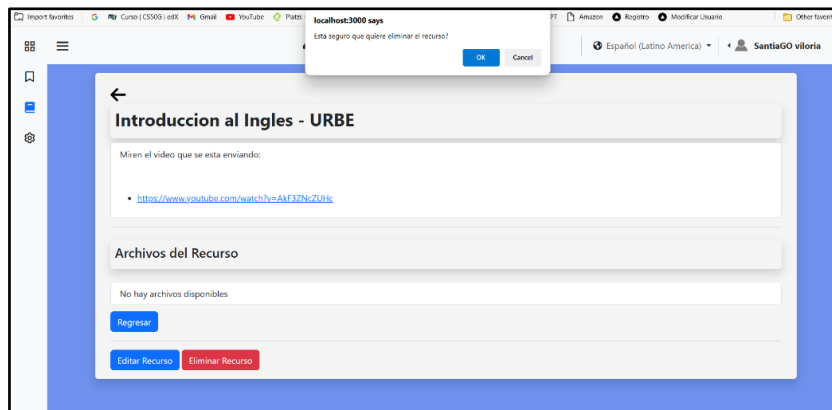 Import favorites
Curso | CS50G | edX
Gmail
YouTube
Platzi
Amazon
Registro
Modificar Usuario
Other favori
localhost:3000 says
Esta seguro que quiere eliminar el recurso?
OK
Cancel
Español (Latino America)
SantiaGO viloria
Introduccion al Ingles - URBE
Miren el video que se esta enviando:
https://www.youtube.com/watch?v=AkF3ZNcZUHc
Archivos del Recurso
No hay archivos disponibles
Regresar
Editar Recurso
Eliminar Recurso